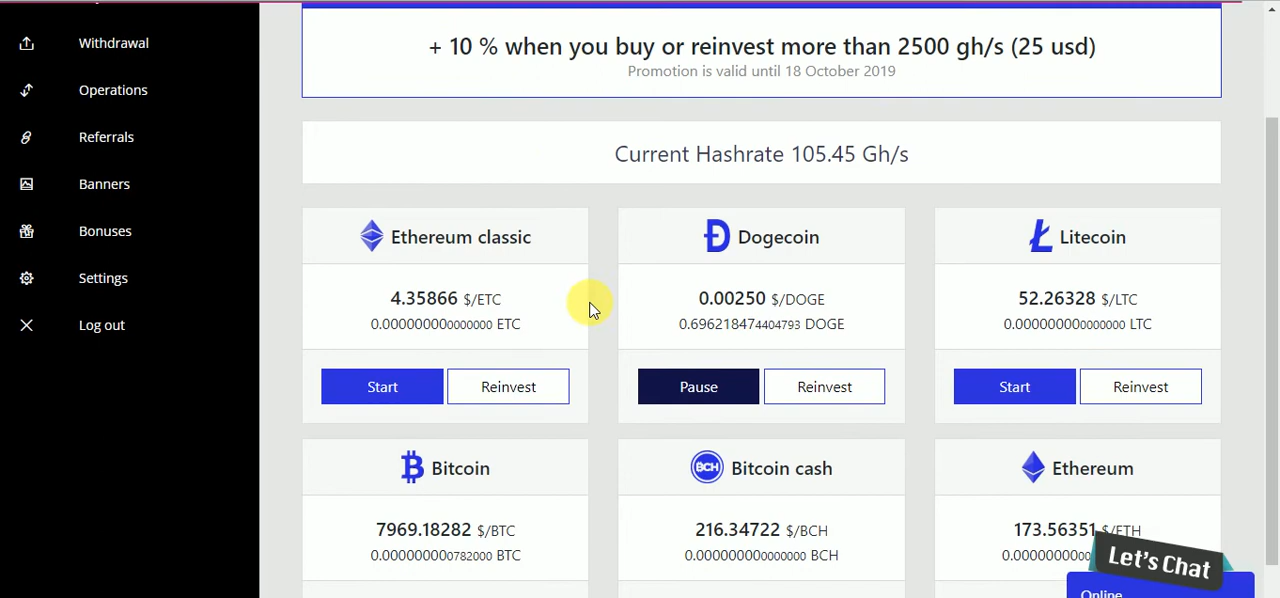 Withdrawal
Operations
Referrals
Banners
Bonuses
Settings
Log out
+ 10 % when you buy or reinvest more than 2500 gh/s (25 usd)
Promotion is valid until 18 October 2019
Current Hashrate 105.45 Gh/s
Ethereum classic
4.35866 $/ETC
0.000000000000000 ETC
Start Reinvest
Dogecoin
0.00250 $/DOGE
0.696218474404793 DOGE
Pause Reinvest
Litecoin
52.26328 $/LTC
0.000000000000000 LTC
Start Reinvest
Bitcoin
7969.18282 $/BTC
0.000000000782000 BTC
BCH Bitcoin cash
216.34722 $/BCH
0.000000000000000 BCH
Ethereum
173.56351 $/ETH
Let's Chat
Online